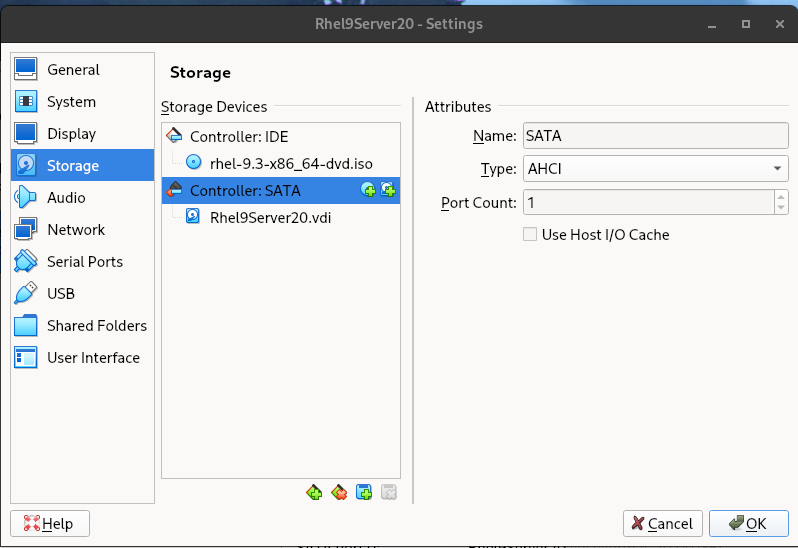 Rhel9Server20 - Settings
General
System
Display
Storage
Audio
Network
Serial Ports
USB
Shared Folders
User Interface
Storage
Storage Devices
Controller: IDE
rhel-9.3-x86_64-dvd.iso
Controller: SATA
Rhel9Server20.vdi
Attributes
Name: SATA
Type: AHCI
Port Count: 1
Use Host I/O Cache
Help
Cancel
OK